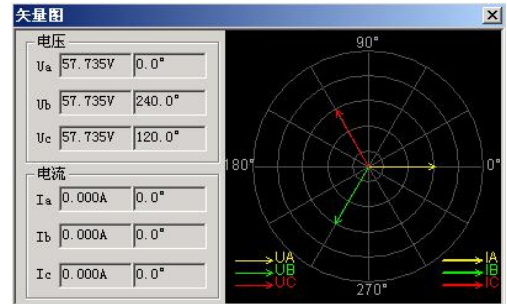 矢量图
电压
Ua 57.735V 0.0°
Ub 57.735V 240.0°
Uc 57.735V 120.0°
电流
Ia 0.000A 0.0°
Ib 0.000A 0.0°
Ic 0.000A 0.0°
90°
180° 0°
270°
UA IA
UB IB
UC IC